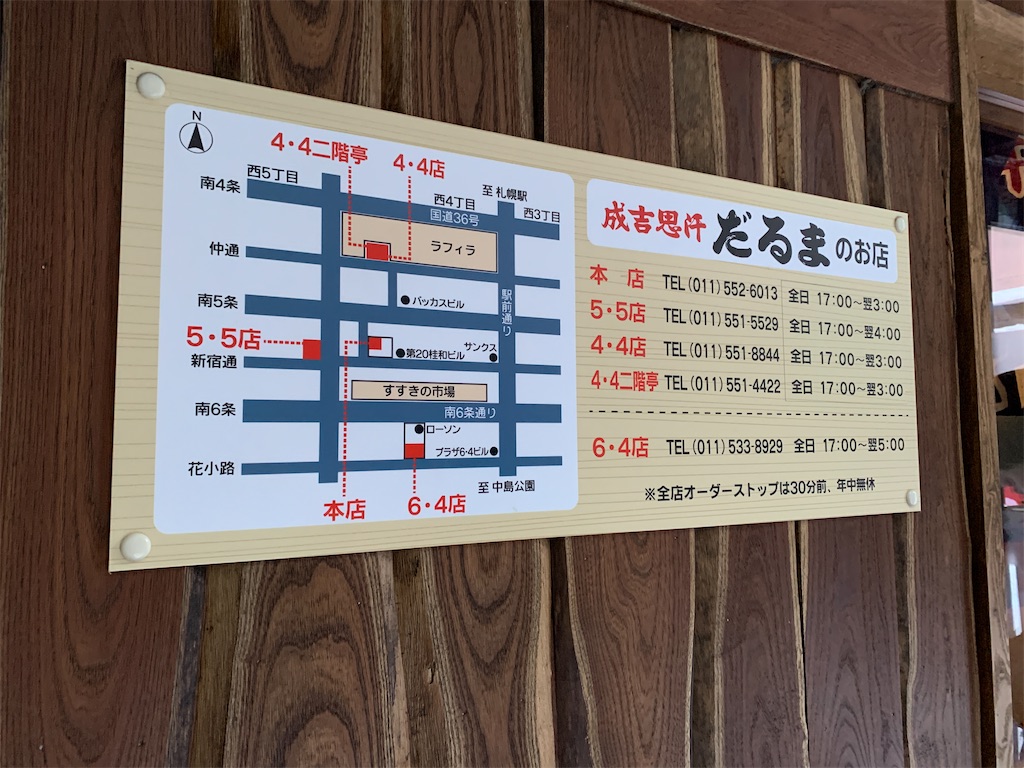 N
4・4二階亭
4・4店
至 札幌駅
西5丁目
西4丁目
西3丁目
南4条
国道36号
ラフィラ
仲通
駅前通り
南5条
バッカスビル
5・5店
サンクス
第20桂和ビル
新宿通
すすきの市場
南6条
南6条通り
ローソン
プラザ6・4ビル
花小路
至 中島公園
本店
6・4店
成吉思汗 だるまのお店
本 店 TEL(011)552-6013 全日 17:00〜翌3:00
5・5店 TEL(011)551-5529 全日 17:00〜翌4:00
4・4店 TEL(011)551-8844 全日 17:00〜翌3:00
4・4二階亭 TEL(011)551-4422 全日 17:00〜翌3:00
6・4店 TEL(011)533-8929 全日 17:00〜翌5:00
※全店オーダーストップは30分前、年中無休